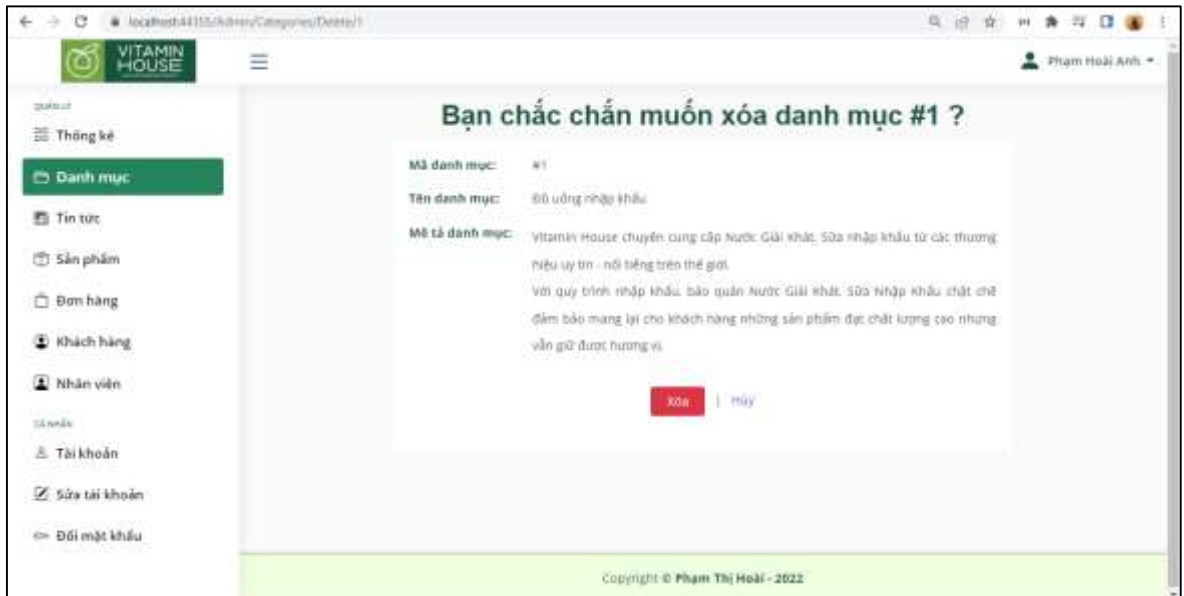 localhost:44355/Admin/Categories/Delete/1
VITAMIN
HOUSE
Phạm Hoài Anh
QUẢN LÝ
Thống kê
Danh mục
Tin tức
Sản phẩm
Đơn hàng
Khách hàng
Nhân viên
CÁ NHÂN
Tài khoản
Sửa tài khoản
Đổi mật khẩu
Bạn chắc chắn muốn xóa danh mục #1 ?
Mã danh mục: #1
Tên danh mục: Đồ uống nhập khẩu
Mô tả danh mục: Vitamin House chuyên cung cấp Nước Giải Khát, Sữa nhập khẩu từ các thương
hiệu uy tín - nổi tiếng trên thế giới.
Với quy trình nhập khẩu, bảo quản Nước Giải Khát, Sữa Nhập Khẩu chặt chẽ
đảm bảo mang lại cho khách hàng những sản phẩm đạt chất lượng cao nhưng
vẫn giữ được hương vị.
Xóa | Hủy
Copyright © Phạm Thị Hoài - 2022